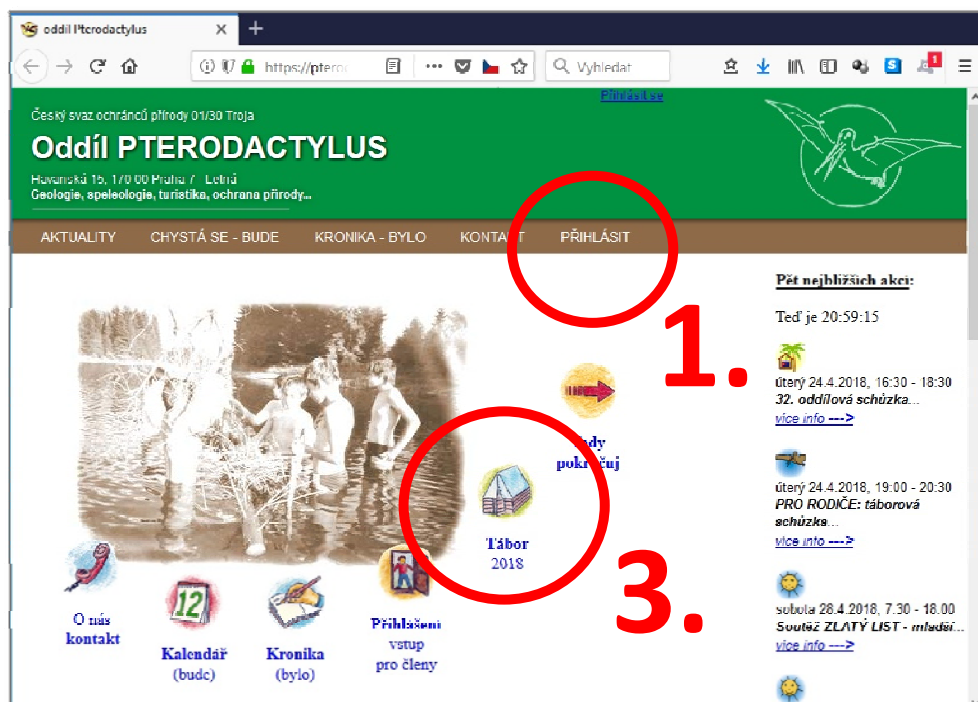 oddíl Pterodactylus
https://ptero
Vyhledat
1
Přihlásit se
Český svaz ochránců přírody 01/30 Troja
Oddíl PTERODACTYLUS
Havanská 15, 170 00 Praha 7 - Letná
Geologie, speleologie, turistika, ochrana přírody...
AKTUALITY CHYSTÁ SE - BUDE KRONIKA - BYLO KONTAKT PŘIHLÁSIT
1.
Pět nejbližších akcí:
Teď je 20:59:15
úterý 24.4.2018, 16:30 - 18:30
32. oddílová schůzka...
více info --->
úterý 24.4.2018, 19:00 - 20:30
PRO RODIČE: táborová
schůzka...
více info --->
sobota 28.4.2018, 7.30 - 18.00
Soutěž ZLATÝ LIST - mladší...
více info --->
pokračuj
Tábor
2018
3.
O nás
kontakt
12
Kalendář
(bude)
Kronika
(bylo)
Přihlášení
vstup
pro členy